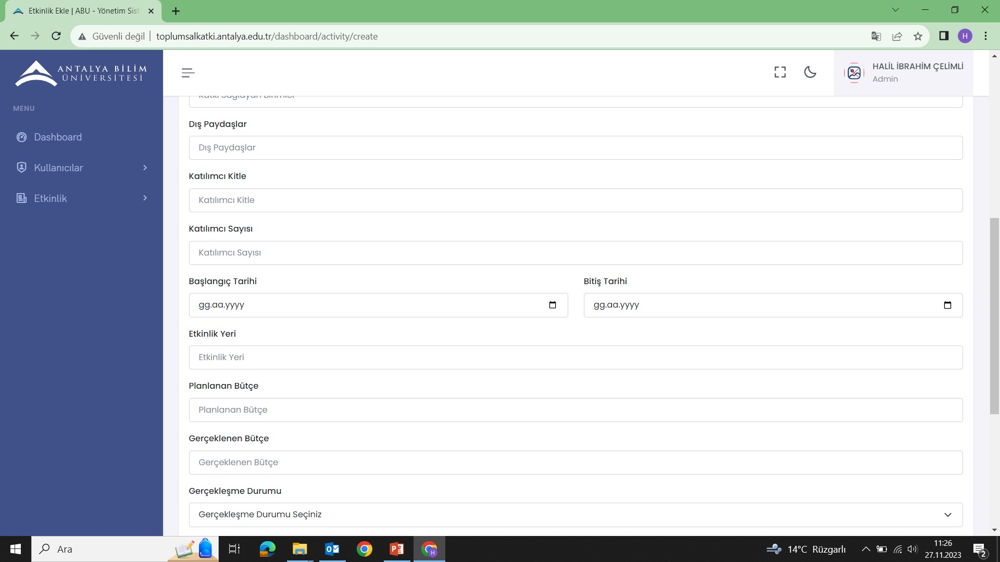 Etkinlik Ekle | ABU - Yönetim Sist
Güvenli değil
toplumsalkatki.antalya.edu.tr/dashboard/activity/create
H
ANTALYA BİLİM
ÜNİVERSİTESİ
HALİL İBRAHİM ÇELİMLİ
Admin
MENU
Dashboard
Kullanıcılar
Etkinlik
Katkı Sağlayan Birimler
Dış Paydaşlar
Dış Paydaşlar
Katılımcı Kitle
Katılımcı Kitle
Katılımcı Sayısı
Katılımcı Sayısı
Başlangıç Tarihi
Bitiş Tarihi
gg.aa.yyyy
gg.aa.yyyy
Etkinlik Yeri
Etkinlik Yeri
Planlanan Bütçe
Planlanan Bütçe
Gerçeklenen Bütçe
Gerçeklenen Bütçe
Gerçekleşme Durumu
Gerçekleşme Durumu Seçiniz
Ara
14°C Rüzgarlı
11:26
27.11.2023
2